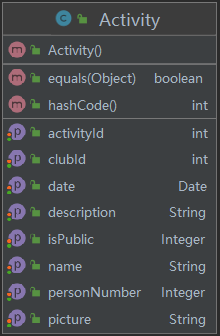 C Activity
m Activity()
m equals(Object) boolean
m hashCode() int
p activityId int
p clubId int
p date Date
p description String
p isPublic Integer
p name String
p personNumber Integer
p picture String